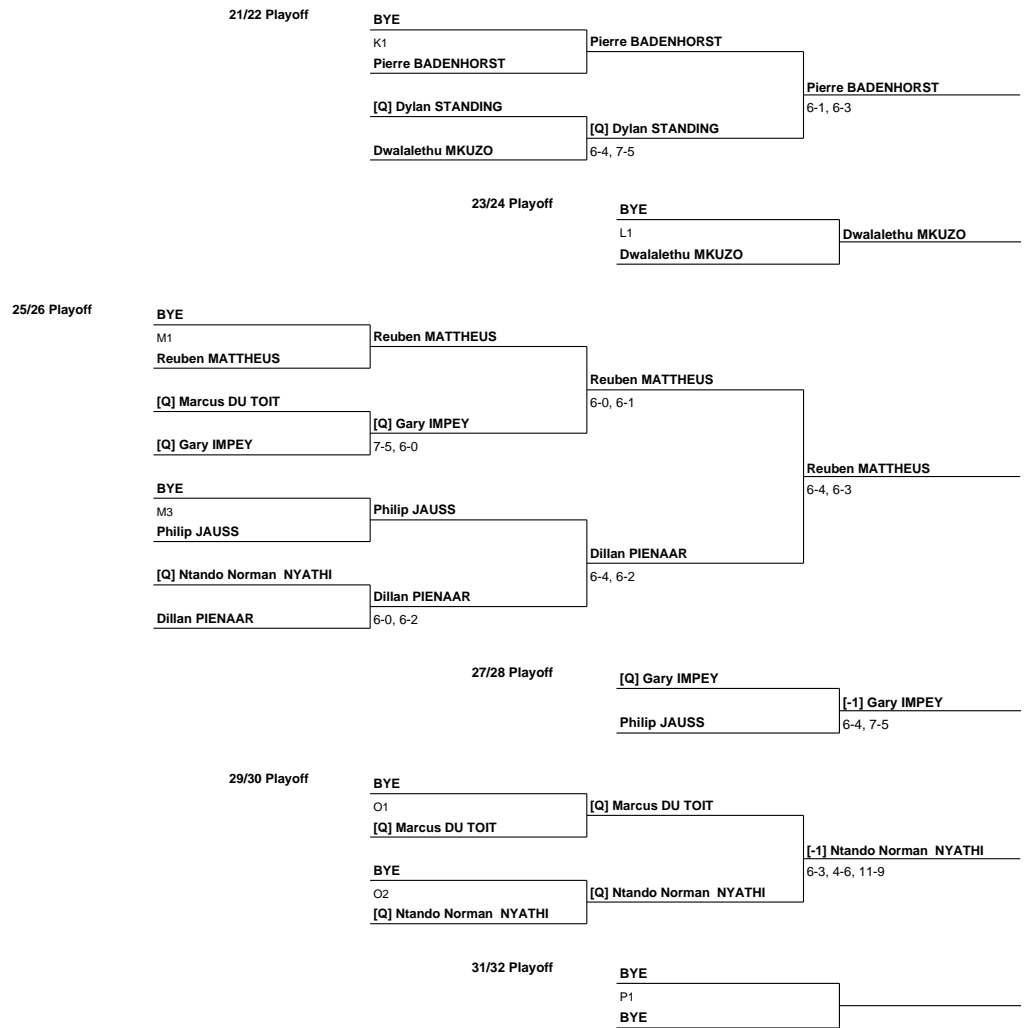 21/22 Playoff
BYE
K1
Pierre BADENHORST
Pierre BADENHORST
[Q] Dylan STANDING
Dwalalethu MKUZO
[Q] Dylan STANDING
6-4, 7-5
Pierre BADENHORST
6-1, 6-3
23/24 Playoff
BYE
L1
Dwalalethu MKUZO
Dwalalethu MKUZO
25/26 Playoff
BYE
M1
Reuben MATTHEUS
Reuben MATTHEUS
[Q] Marcus DU TOIT
[Q] Gary IMPEY
[Q] Gary IMPEY
7-5, 6-0
Reuben MATTHEUS
6-0, 6-1
BYE
M3
Philip JAUSS
Philip JAUSS
[Q] Ntando Norman  NYATHI
Dillan PIENAAR
Dillan PIENAAR
6-0, 6-2
Dillan PIENAAR
6-4, 6-2
Reuben MATTHEUS
6-4, 6-3
27/28 Playoff
[Q] Gary IMPEY
Philip JAUSS
[-1] Gary IMPEY
6-4, 7-5
29/30 Playoff
BYE
O1
[Q] Marcus DU TOIT
[Q] Marcus DU TOIT
BYE
O2
[Q] Ntando Norman  NYATHI
[Q] Ntando Norman  NYATHI
[-1] Ntando Norman  NYATHI
6-3, 4-6, 11-9
31/32 Playoff
BYE
P1
BYE